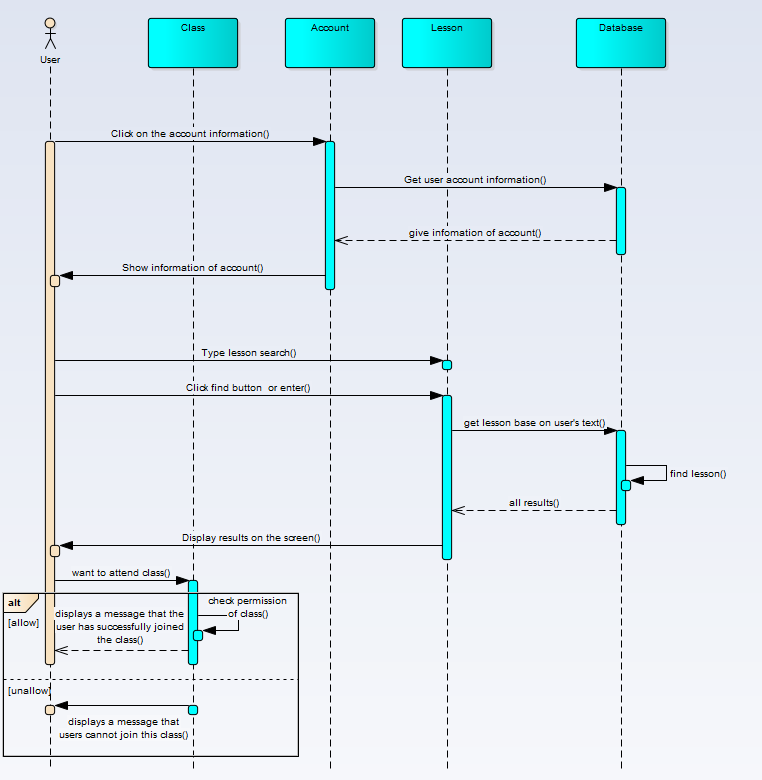 Class
Account
Lesson
Database
User
Click on the account information()
Get user account information()
give infomation of account()
Show information of account()
Type lesson search()
Click find button  or enter()
get lesson base on user's text()
find lesson()
all results()
Display results on the screen()
want to attend class()
alt
[allow]
check permission
of class()
displays a message that the
user has successfully joined
the class()
[unallow]
displays a message that
users cannot join this class()